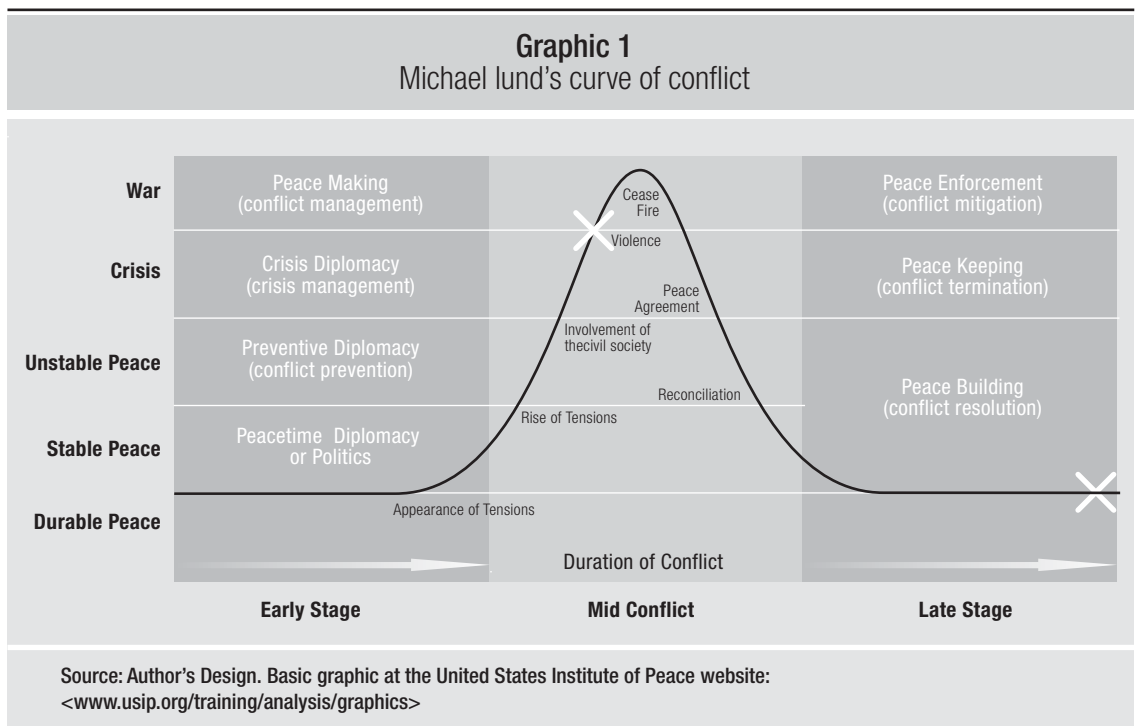 Graphic 1
Michael lund's curve of conflict
War
Peace Making
(conflict management)
Cease
Fire
Peace Enforcement
(conflict mitigation)
Violence
Crisis
Crisis Diplomacy
(crisis management)
Peace Keeping
(conflict termination)
Peace
Agreement
Unstable Peace
Preventive Diplomacy
(conflict prevention)
Involvement of
thecivil society
Peace Building
(conflict resolution)
Reconciliation
Rise of Tensions
Stable Peace
Peacetime Diplomacy
or Politics
Durable Peace
Appearance of Tensions
Duration of Conflict
Early Stage
Mid Conflict
Late Stage
Source: Author's Design. Basic graphic at the United States Institute of Peace website:
<www.usip.org/training/analysis/graphics>